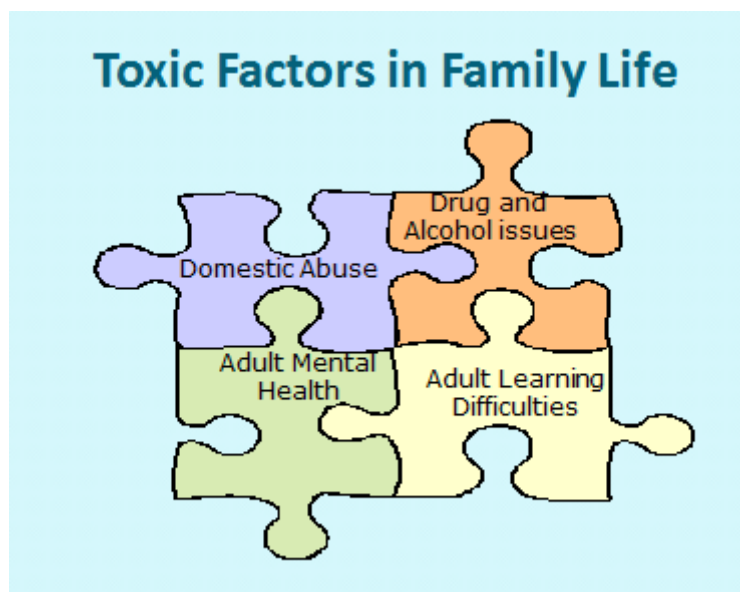 Toxic Factors in Family Life
Drug and
Alcohol issues
Domestic Abuse
Adult Mental
Health
Adult Learning
Difficulties